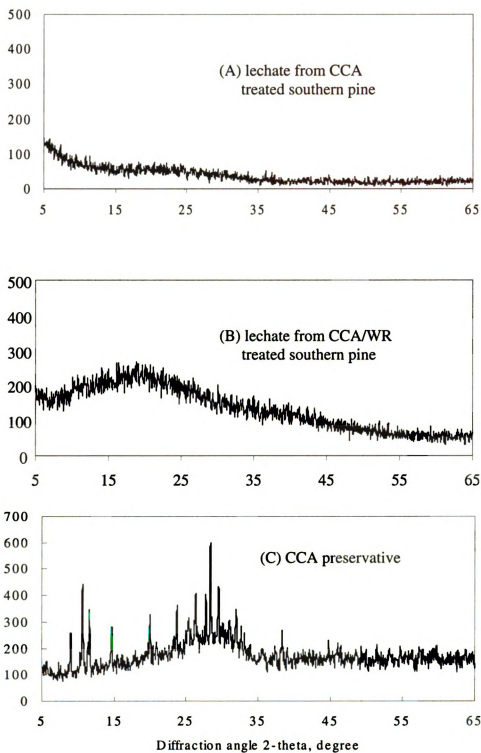 500
400
300
200
100
0
(A) lechate from CCA
treated southern pine
5 15 25 35 45 55 65
500
400
300
200
100
0
(B) lechate from CCA/WR
treated southern pine
5 15 25 35 45 55 65
700
600
500
400
300
200
100
0
(C) CCA preservative
5 15 25 35 45 55 65
Diffraction angle 2-theta, degree